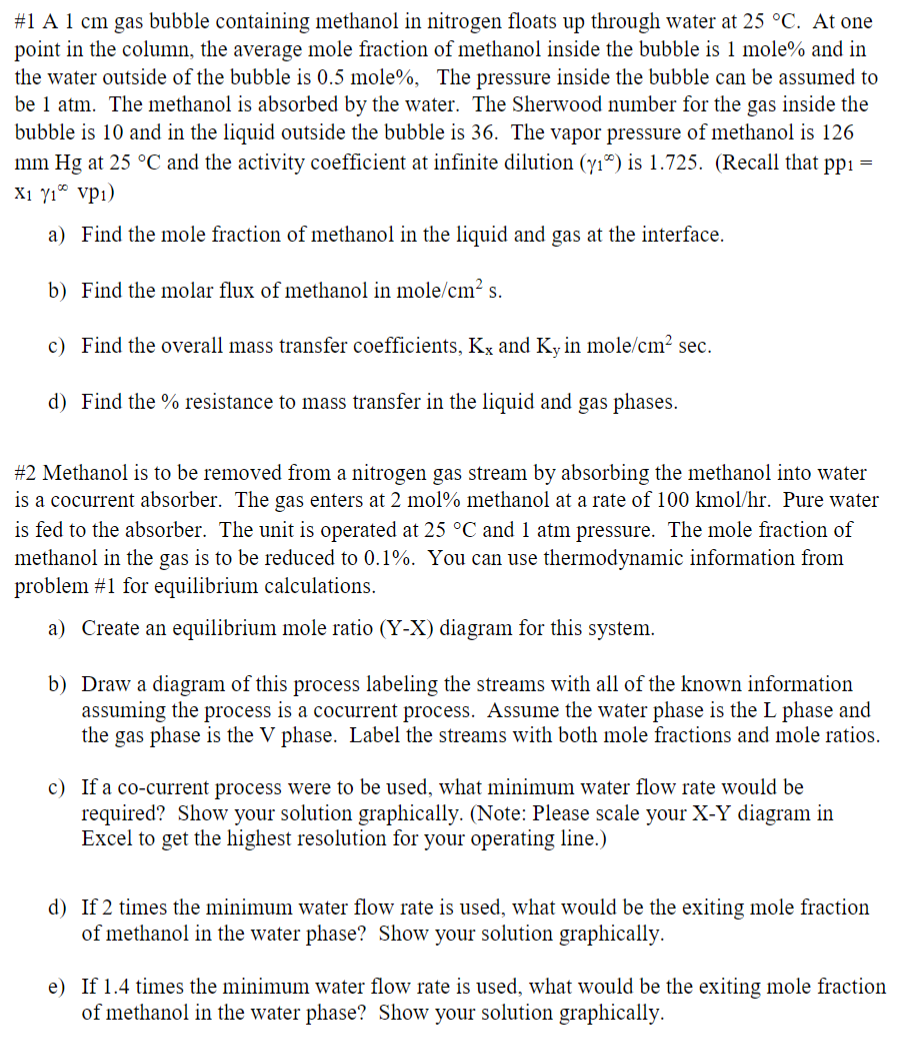 #1 A 1 cm gas bubble containing methanol in nitrogen floats up through water at 25 °C.  At one
point in the column, the average mole fraction of methanol inside the bubble is 1 mole% and in
the water outside of the bubble is 0.5 mole%,  The pressure inside the bubble can be assumed to
be 1 atm.  The methanol is absorbed by the water.  The Sherwood number for the gas inside the
bubble is 10 and in the liquid outside the bubble is 36.  The vapor pressure of methanol is 126
mm Hg at 25 °C and the activity coefficient at infinite dilution (γ₁^∞) is 1.725.  (Recall that pp₁ =
x₁ γ₁^∞ vp₁)
a) Find the mole fraction of methanol in the liquid and gas at the interface.
b) Find the molar flux of methanol in mole/cm² s.
c) Find the overall mass transfer coefficients, Kₓ and K_y in mole/cm² sec.
d) Find the % resistance to mass transfer in the liquid and gas phases.
#2 Methanol is to be removed from a nitrogen gas stream by absorbing the methanol into water
is a cocurrent absorber.  The gas enters at 2 mol% methanol at a rate of 100 kmol/hr.  Pure water
is fed to the absorber.  The unit is operated at 25 °C and 1 atm pressure.  The mole fraction of
methanol in the gas is to be reduced to 0.1%.  You can use thermodynamic information from
problem #1 for equilibrium calculations.
a) Create an equilibrium mole ratio (Y-X) diagram for this system.
b) Draw a diagram of this process labeling the streams with all of the known information
assuming the process is a cocurrent process.  Assume the water phase is the L phase and
the gas phase is the V phase.  Label the streams with both mole fractions and mole ratios.
c) If a co-current process were to be used, what minimum water flow rate would be
required?  Show your solution graphically. (Note: Please scale your X-Y diagram in
Excel to get the highest resolution for your operating line.)
d) If 2 times the minimum water flow rate is used, what would be the exiting mole fraction
of methanol in the water phase?  Show your solution graphically.
e) If 1.4 times the minimum water flow rate is used, what would be the exiting mole fraction
of methanol in the water phase?  Show your solution graphically.